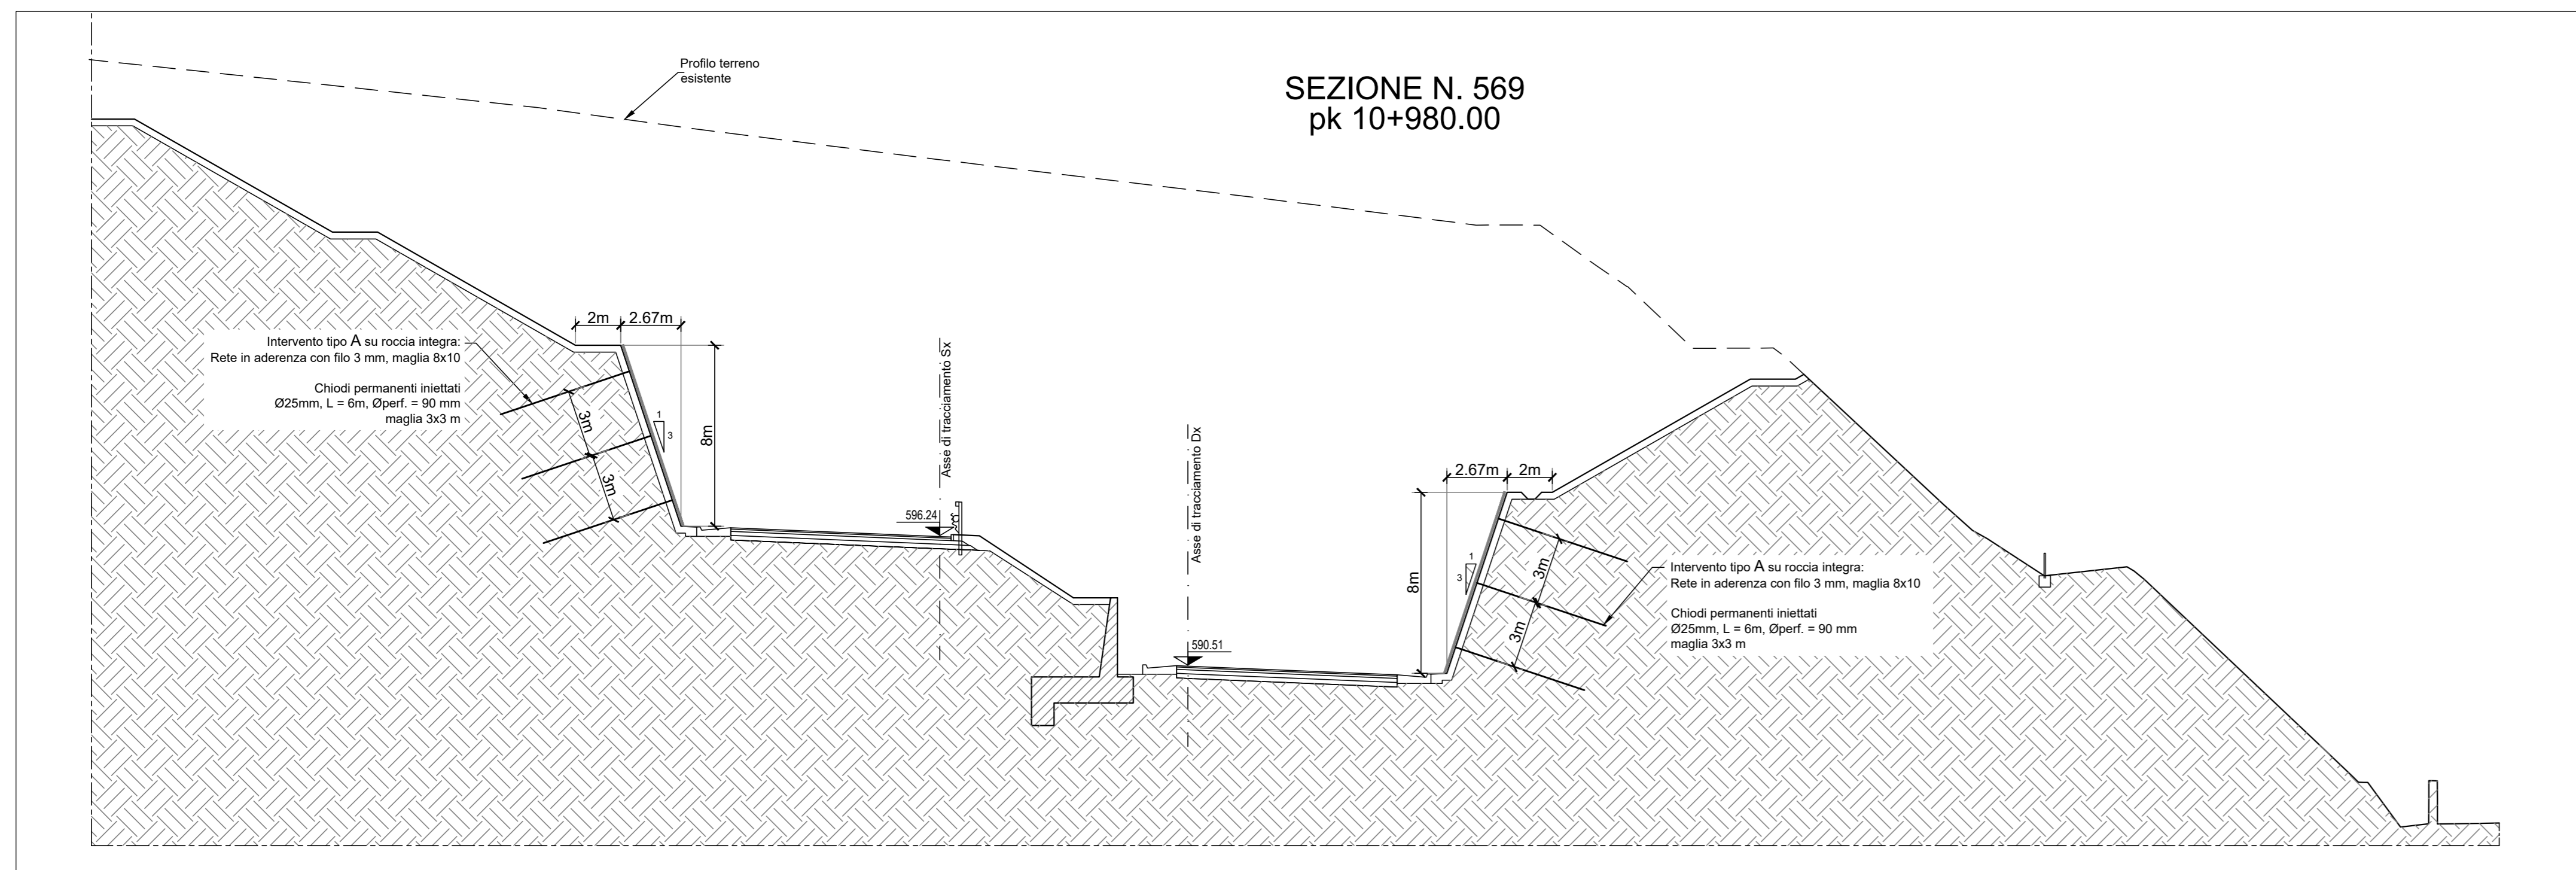 Profilo terreno
esistente
SEZIONE N. 569
pk 10+980.00
2m
2.67m
Intervento tipo A su roccia integra:
Rete in aderenza con filo 3 mm, maglia 8x10
Chiodi permanenti iniettati
Ø25mm, L = 6m, Øperf. = 90 mm
maglia 3x3 m
3m
3m
1
3
8m
596.24
Asse di tracciamento Sx
Asse di tracciamento Dx
590.51
2.67m
2m
8m
1
3
3m
3m
Intervento tipo A su roccia integra:
Rete in aderenza con filo 3 mm, maglia 8x10
Chiodi permanenti iniettati
Ø25mm, L = 6m, Øperf. = 90 mm
maglia 3x3 m